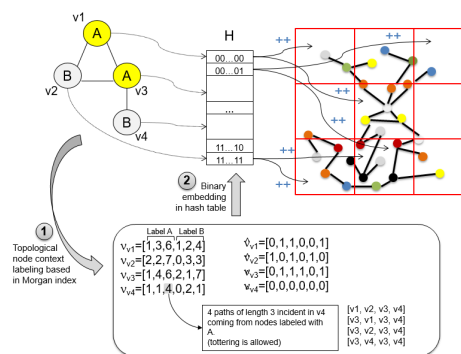 v1
A
B
v2
A
v3
B
v4
H
00...00
00...01
...
11...10
11...11
++
++
++
++
++
++
1
Topological
node context
labeling based
in Morgan index
2
Binary
embedding
in hash table
Label A Label B
νv1=[1,3,6,1,2,4]
νv2=[2,2,7,0,3,3]
νv3=[1,4,6,2,1,7]
νv4=[1,1,4,0,2,1]
v̂v1=[0,1,1,0,0,1]
v̂v2=[1,0,1,0,1,0]
v̂v3=[0,1,1,1,0,1]
v̂v4=[0,0,0,0,0,0]
4 paths of length 3 incident in v4
coming from nodes labeled with
A.
(tottering is allowed)
[v1, v2, v3, v4]
[v3, v1, v3, v4]
[v3, v2, v3, v4]
[v3, v4, v3, v4]